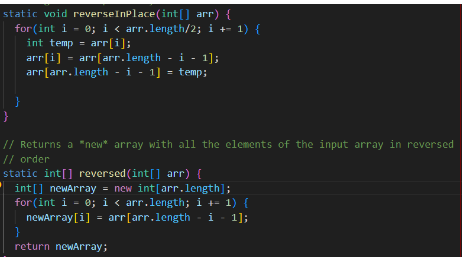 static void reverseInPlace(int[] arr) {
for(int i = 0; i < arr.length/2; i += 1) {
int temp = arr[i];
arr[i] = arr[arr.length - i - 1];
arr[arr.length - i - 1] = temp;
}
}
// Returns a *new* array with all the elements of the input array in reversed
// order
static int[] reversed(int[] arr) {
int[] newArray = new int[arr.length];
for(int i = 0; i < arr.length; i += 1) {
newArray[i] = arr[arr.length - i - 1];
}
return newArray;